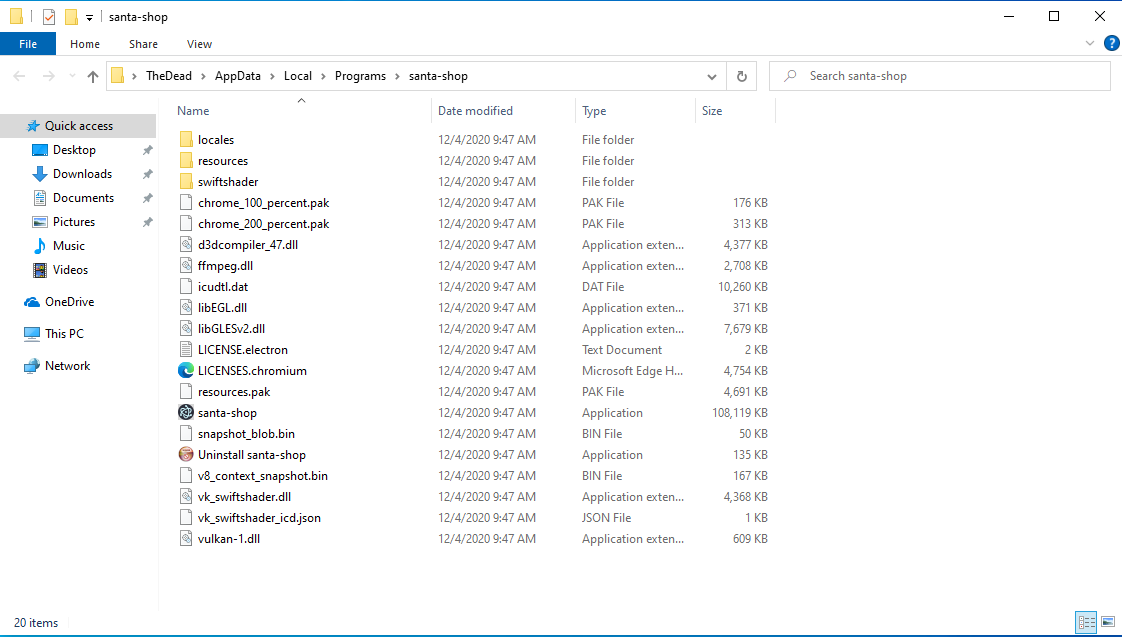 santa-shop
File Home Share View
TheDead AppData Local Programs santa-shop Search santa-shop
Name Date modified Type Size
Quick access
Desktop
Downloads
Documents
Pictures
Music
Videos
OneDrive
This PC
Network
locales 12/4/2020 9:47 AM File folder
resources 12/4/2020 9:47 AM File folder
swiftshader 12/4/2020 9:47 AM File folder
chrome_100_percent.pak 12/4/2020 9:47 AM PAK File 176 KB
chrome_200_percent.pak 12/4/2020 9:47 AM PAK File 313 KB
d3dcompiler_47.dll 12/4/2020 9:47 AM Application exten... 4,377 KB
ffmpeg.dll 12/4/2020 9:47 AM Application exten... 2,708 KB
icudtl.dat 12/4/2020 9:47 AM DAT File 10,260 KB
libEGL.dll 12/4/2020 9:47 AM Application exten... 371 KB
libGLESv2.dll 12/4/2020 9:47 AM Application exten... 7,679 KB
LICENSE.electron 12/4/2020 9:47 AM Text Document 2 KB
LICENSES.chromium 12/4/2020 9:47 AM Microsoft Edge H... 4,754 KB
resources.pak 12/4/2020 9:47 AM PAK File 4,691 KB
santa-shop 12/4/2020 9:47 AM Application 108,119 KB
snapshot_blob.bin 12/4/2020 9:47 AM BIN File 50 KB
Uninstall santa-shop 12/4/2020 9:47 AM Application 135 KB
v8_context_snapshot.bin 12/4/2020 9:47 AM BIN File 167 KB
vk_swiftshader.dll 12/4/2020 9:47 AM Application exten... 4,368 KB
vk_swiftshader_icd.json 12/4/2020 9:47 AM JSON File 1 KB
vulkan-1.dll 12/4/2020 9:47 AM Application exten... 609 KB
20 items